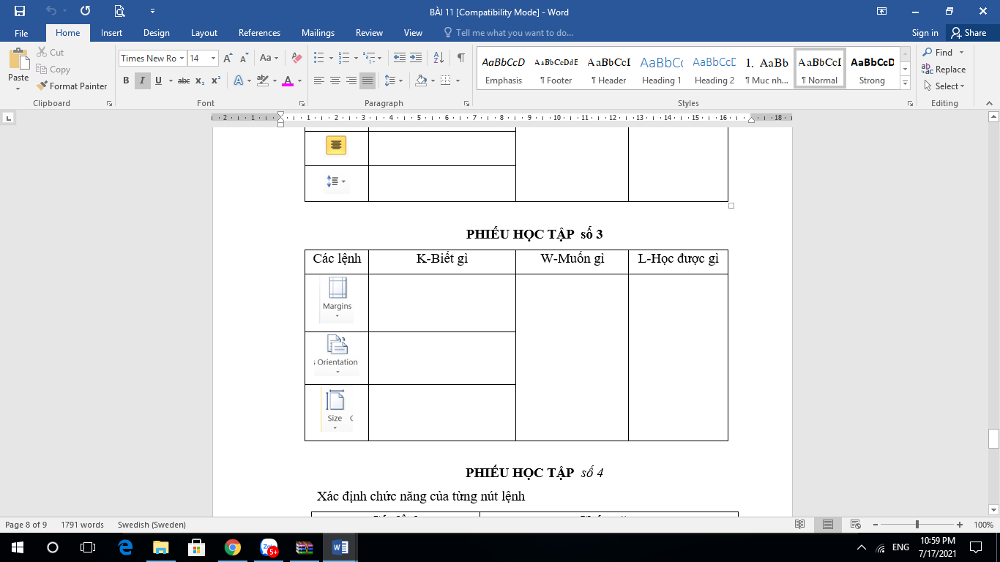 BÀI 11 [Compatibility Mode] - Word
File Home Insert Design Layout References Mailings Review View Tell me what you want to do... Sign in Share
Paste
Cut
Copy
Format Painter
Times New Ro 14 Aa
B I U abc x₂ x² A A
AaBbCcD AaBbCcDdE AaBbCcI AaBbCc AaBbCcD 1. AaBb AaBbCcI AaBbCcD
Emphasis ¶ Footer ¶ Header Heading 1 Heading 2 ¶ Muc nh... ¶ Normal Strong
Find
Replace
Select
Clipboard Font Paragraph Styles Editing
2 1 1 2 3 4 5 6 7 8 9 10 11 12 13 14 15 16 18
PHIẾU HỌC TẬP số 3
Các lệnh K-Biết gì W-Muốn gì L-Học được gì
Margins
Orientation
Size
PHIẾU HỌC TẬP số 4
Xác định chức năng của từng nút lệnh
Page 8 of 9 1791 words Swedish (Sweden) 100%
5+
W
ENG
10:59 PM
7/17/2021